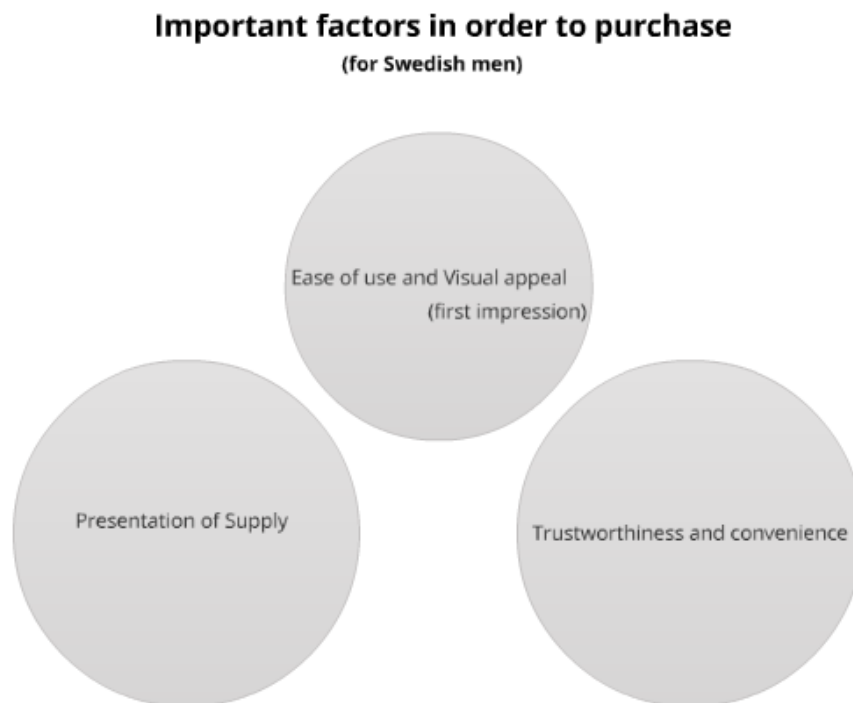 Important factors in order to purchase
(for Swedish men)
Ease of use and Visual appeal
(first impression)
Presentation of Supply
Trustworthiness and convenience